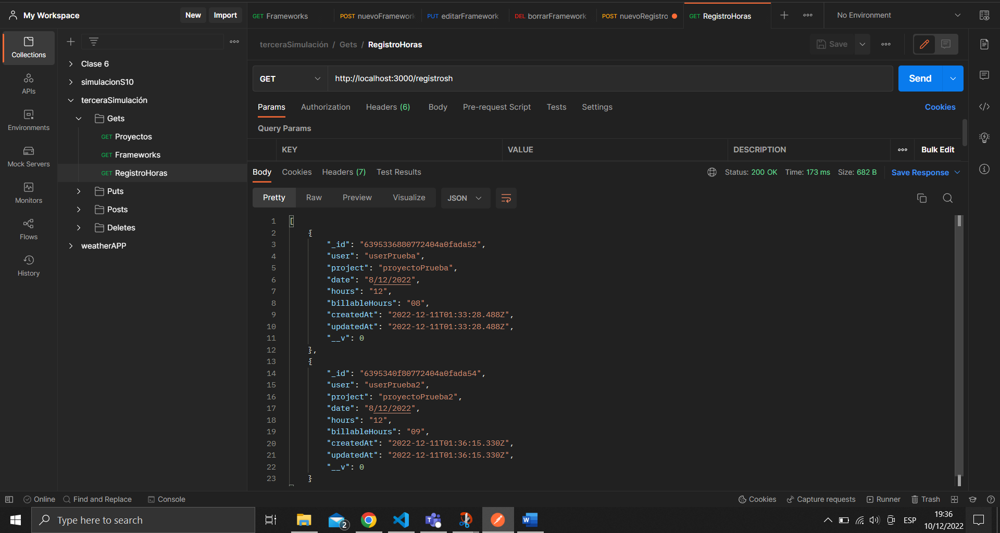 My Workspace
New
Import
GET Frameworks
POST nuevoFramework
PUT editarFramework
DEL borrarFramework
POST nuevoRegistro
GET RegistroHoras
No Environment
Collections
APIs
Environments
Mock Servers
Monitors
Flows
History
Clase 6
simulacionS10
terceraSimulación
Gets
GET Proyectos
GET Frameworks
GET RegistroHoras
Puts
Posts
Deletes
weatherAPP
terceraSimulación / Gets / RegistroHoras
Save
GET
http://localhost:3000/registrosh
Send
Params Authorization Headers (6) Body Pre-request Script Tests Settings
Cookies
Query Params
KEY VALUE DESCRIPTION
Bulk Edit
Body Cookies Headers (7) Test Results
Status: 200 OK Time: 173 ms Size: 682 B
Save Response
Pretty Raw Preview Visualize JSON
1 [
2 {
3 "_id": "6395336880772404a0fada52",
4 "user": "userPrueba",
5 "project": "proyectoPrueba",
6 "date": "8/12/2022",
7 "hours": "12",
8 "billableHours": "08",
9 "createdAt": "2022-12-11T01:33:28.488Z",
10 "updatedAt": "2022-12-11T01:33:28.488Z",
11 "__v": 0
12 },
13 {
14 "_id": "6395340f80772404a0fada54",
15 "user": "userPrueba2",
16 "project": "proyectoPrueba2",
17 "date": "8/12/2022",
18 "hours": "12",
19 "billableHours": "09",
20 "createdAt": "2022-12-11T01:36:15.330Z",
21 "updatedAt": "2022-12-11T01:36:15.330Z",
22 "__v": 0
23 }
Online
Find and Replace
Console
Cookies
Capture requests
Runner
Trash
Type here to search
2
ESP
19:36
10/12/2022